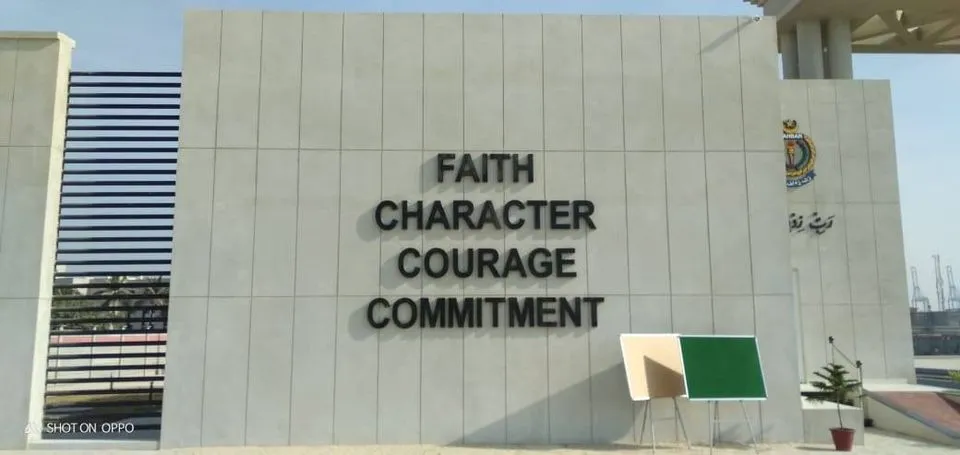 FAITH
CHARACTER
COURAGE
COMMITMENT
SHOT ON OPPO